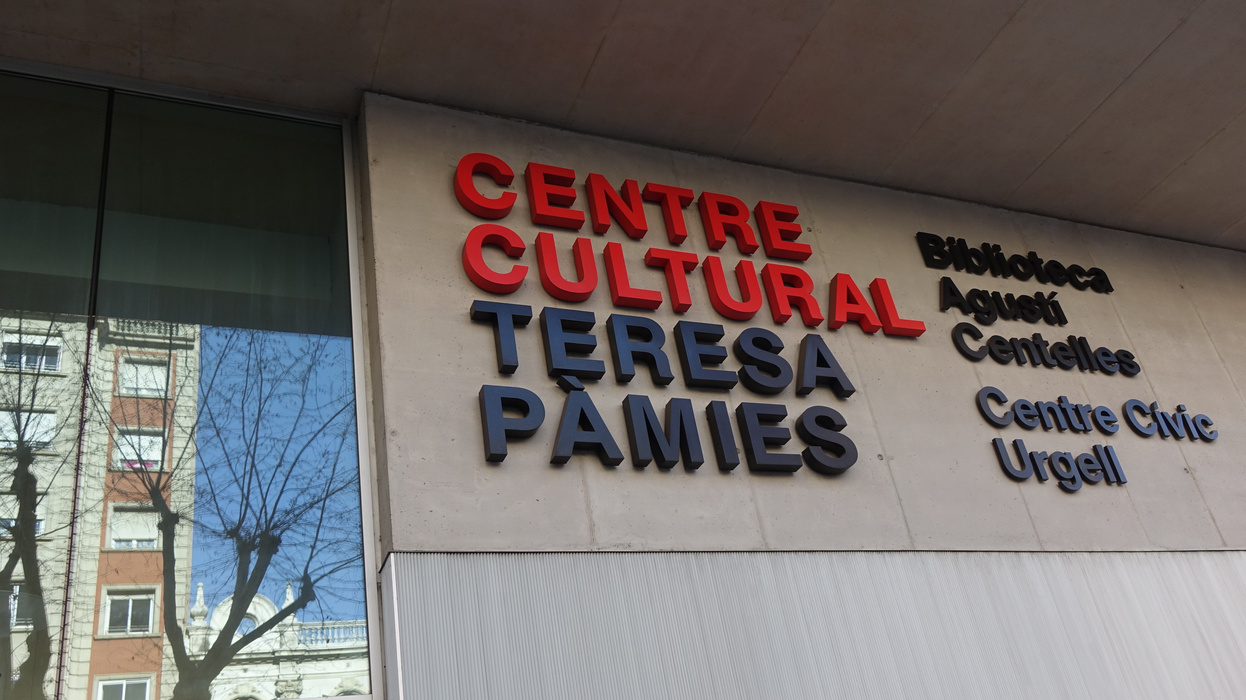 CENTRE
CULTURAL
TERESA
PÀMIES
Biblioteca
Agustí
Centelles
Centre Cívic
Urgell